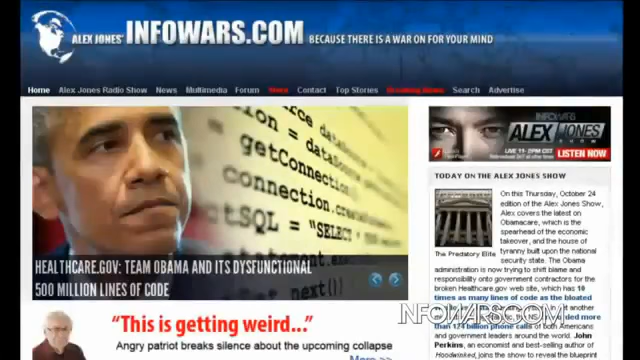 ALEX JONES' INFOWARS.COM BECAUSE THERE IS A WAR ON FOR YOUR MIND
Home Alex Jones Radio Show News Multimedia Forum Store Contact Top Stories Breaking News Search Advertise
getConnection(
connection.create
tSQL = "SELECT
HEALTHCARE.GOV: TEAM OBAMA AND ITS DYSFUNCTIONAL
500 MILLION LINES OF CODE
"This is getting weird..."
Angry patriot breaks silence about the upcoming collapse
More >>
INFOWARS
ALEX JONES
SHOW
LIVE 11-2PM CST
LISTEN NOW
TODAY ON THE ALEX JONES SHOW
The Predatory Elite
On this Thursday, October 24
edition of the Alex Jones Show,
Alex covers the latest on
Obamacare, which is the
spearhead of the economic
takeover, and the house of
tyranny built upon the national
security state. The Obama
administration is now trying to shift blame and
responsibility onto government contractors for the
broken Healthcare.gov web site, which has 10
times as many lines of code as the bloated
another
more than 124 billion phone calls of both Americans
and government leaders around the world. John
Perkins, an economist and best-selling author of
Hoodwinked, joins the show to reveal the blueprint
INFOWARS.COM